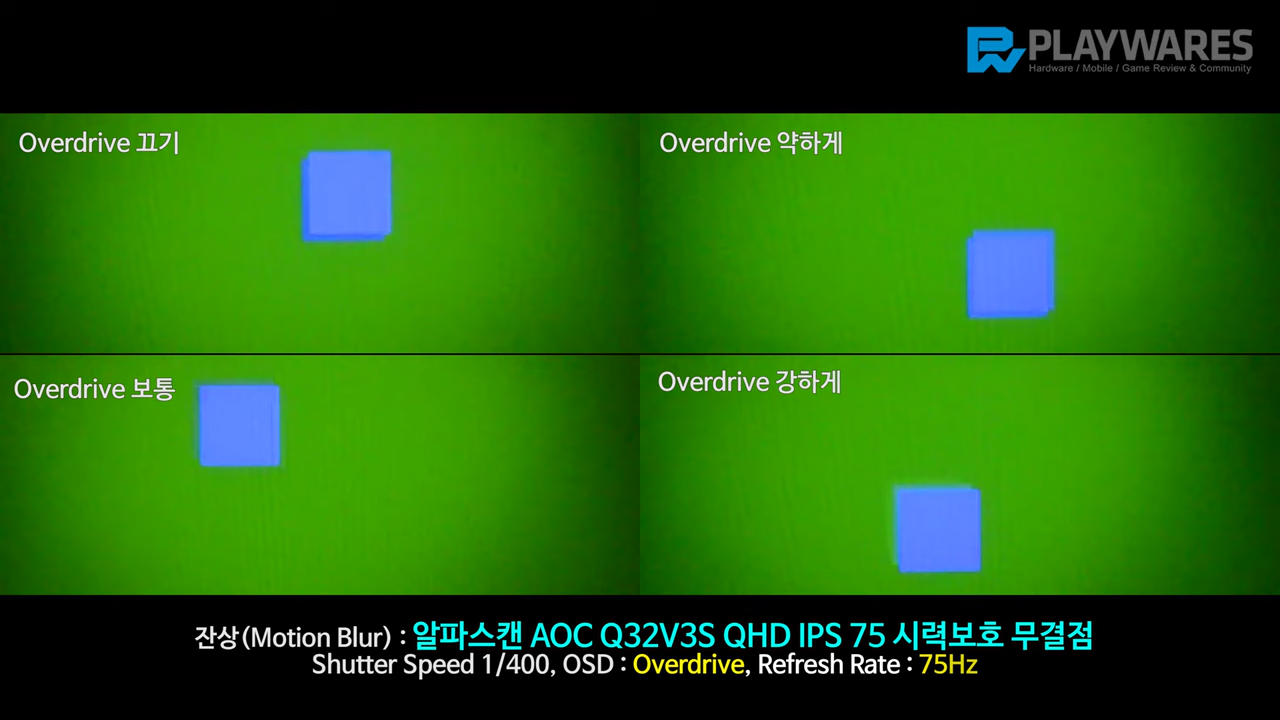 PLAYWARES
Hardware / Mobile / Game Review & Community
Overdrive 끄기
Overdrive 약하게
Overdrive 보통
Overdrive 강하게
잔상(Motion Blur) : 알파스캔 AOC Q32V3S QHD IPS 75 시력보호 무결점
Shutter Speed 1/400, OSD : Overdrive, Refresh Rate : 75Hz